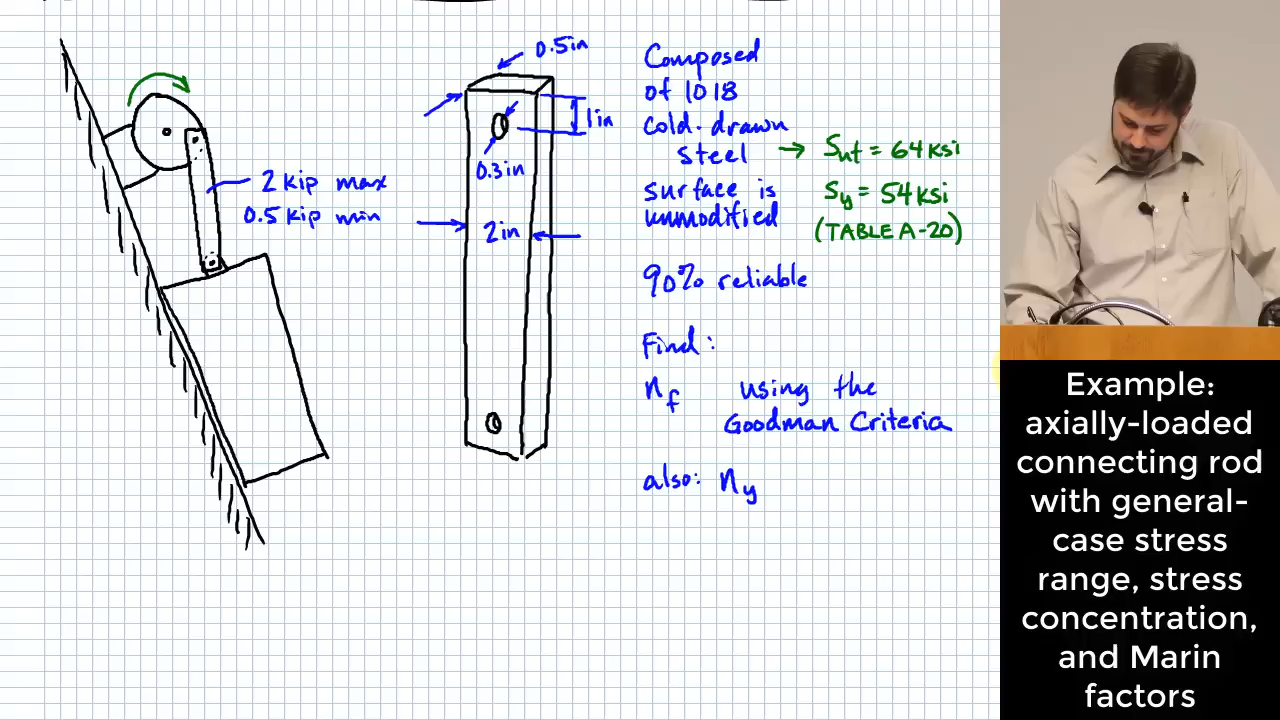 0.5in
1in
0.3in
2in
2 kip max
0.5 kip min
Composed
of 1018
cold-drawn
steel → Sut = 64 ksi
surface is
unmodified
Sy = 54 ksi
(TABLE A-20)
90% reliable
Find:
nf using the
Goodman Criteria
also: ny
Example:
axially-loaded
connecting rod
with general-
case stress
range, stress
concentration,
and Marin
factors